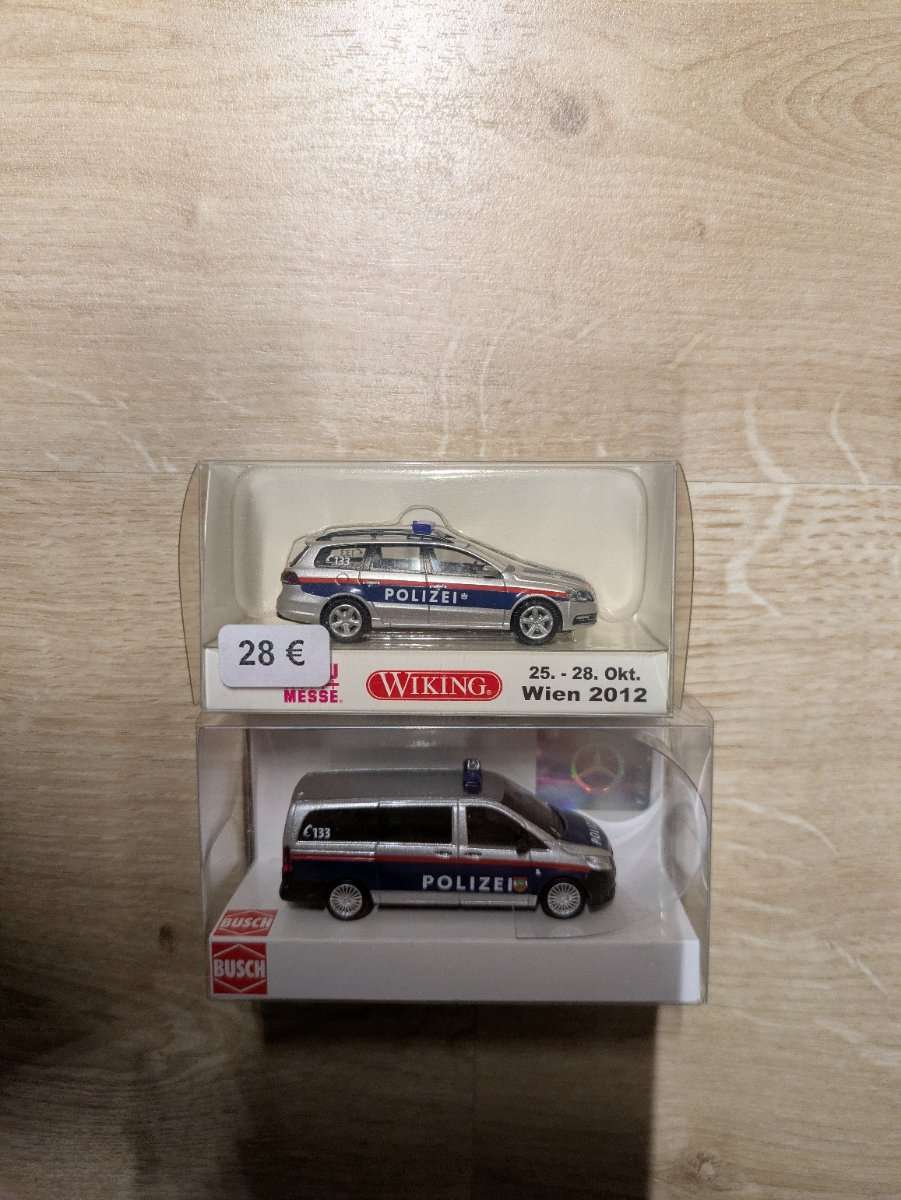 133
POLIZEI
28 €
MESSE
WIKING
25. - 28. Okt.
Wien 2012
133
POLIZEI
BUSCH
BUSCH